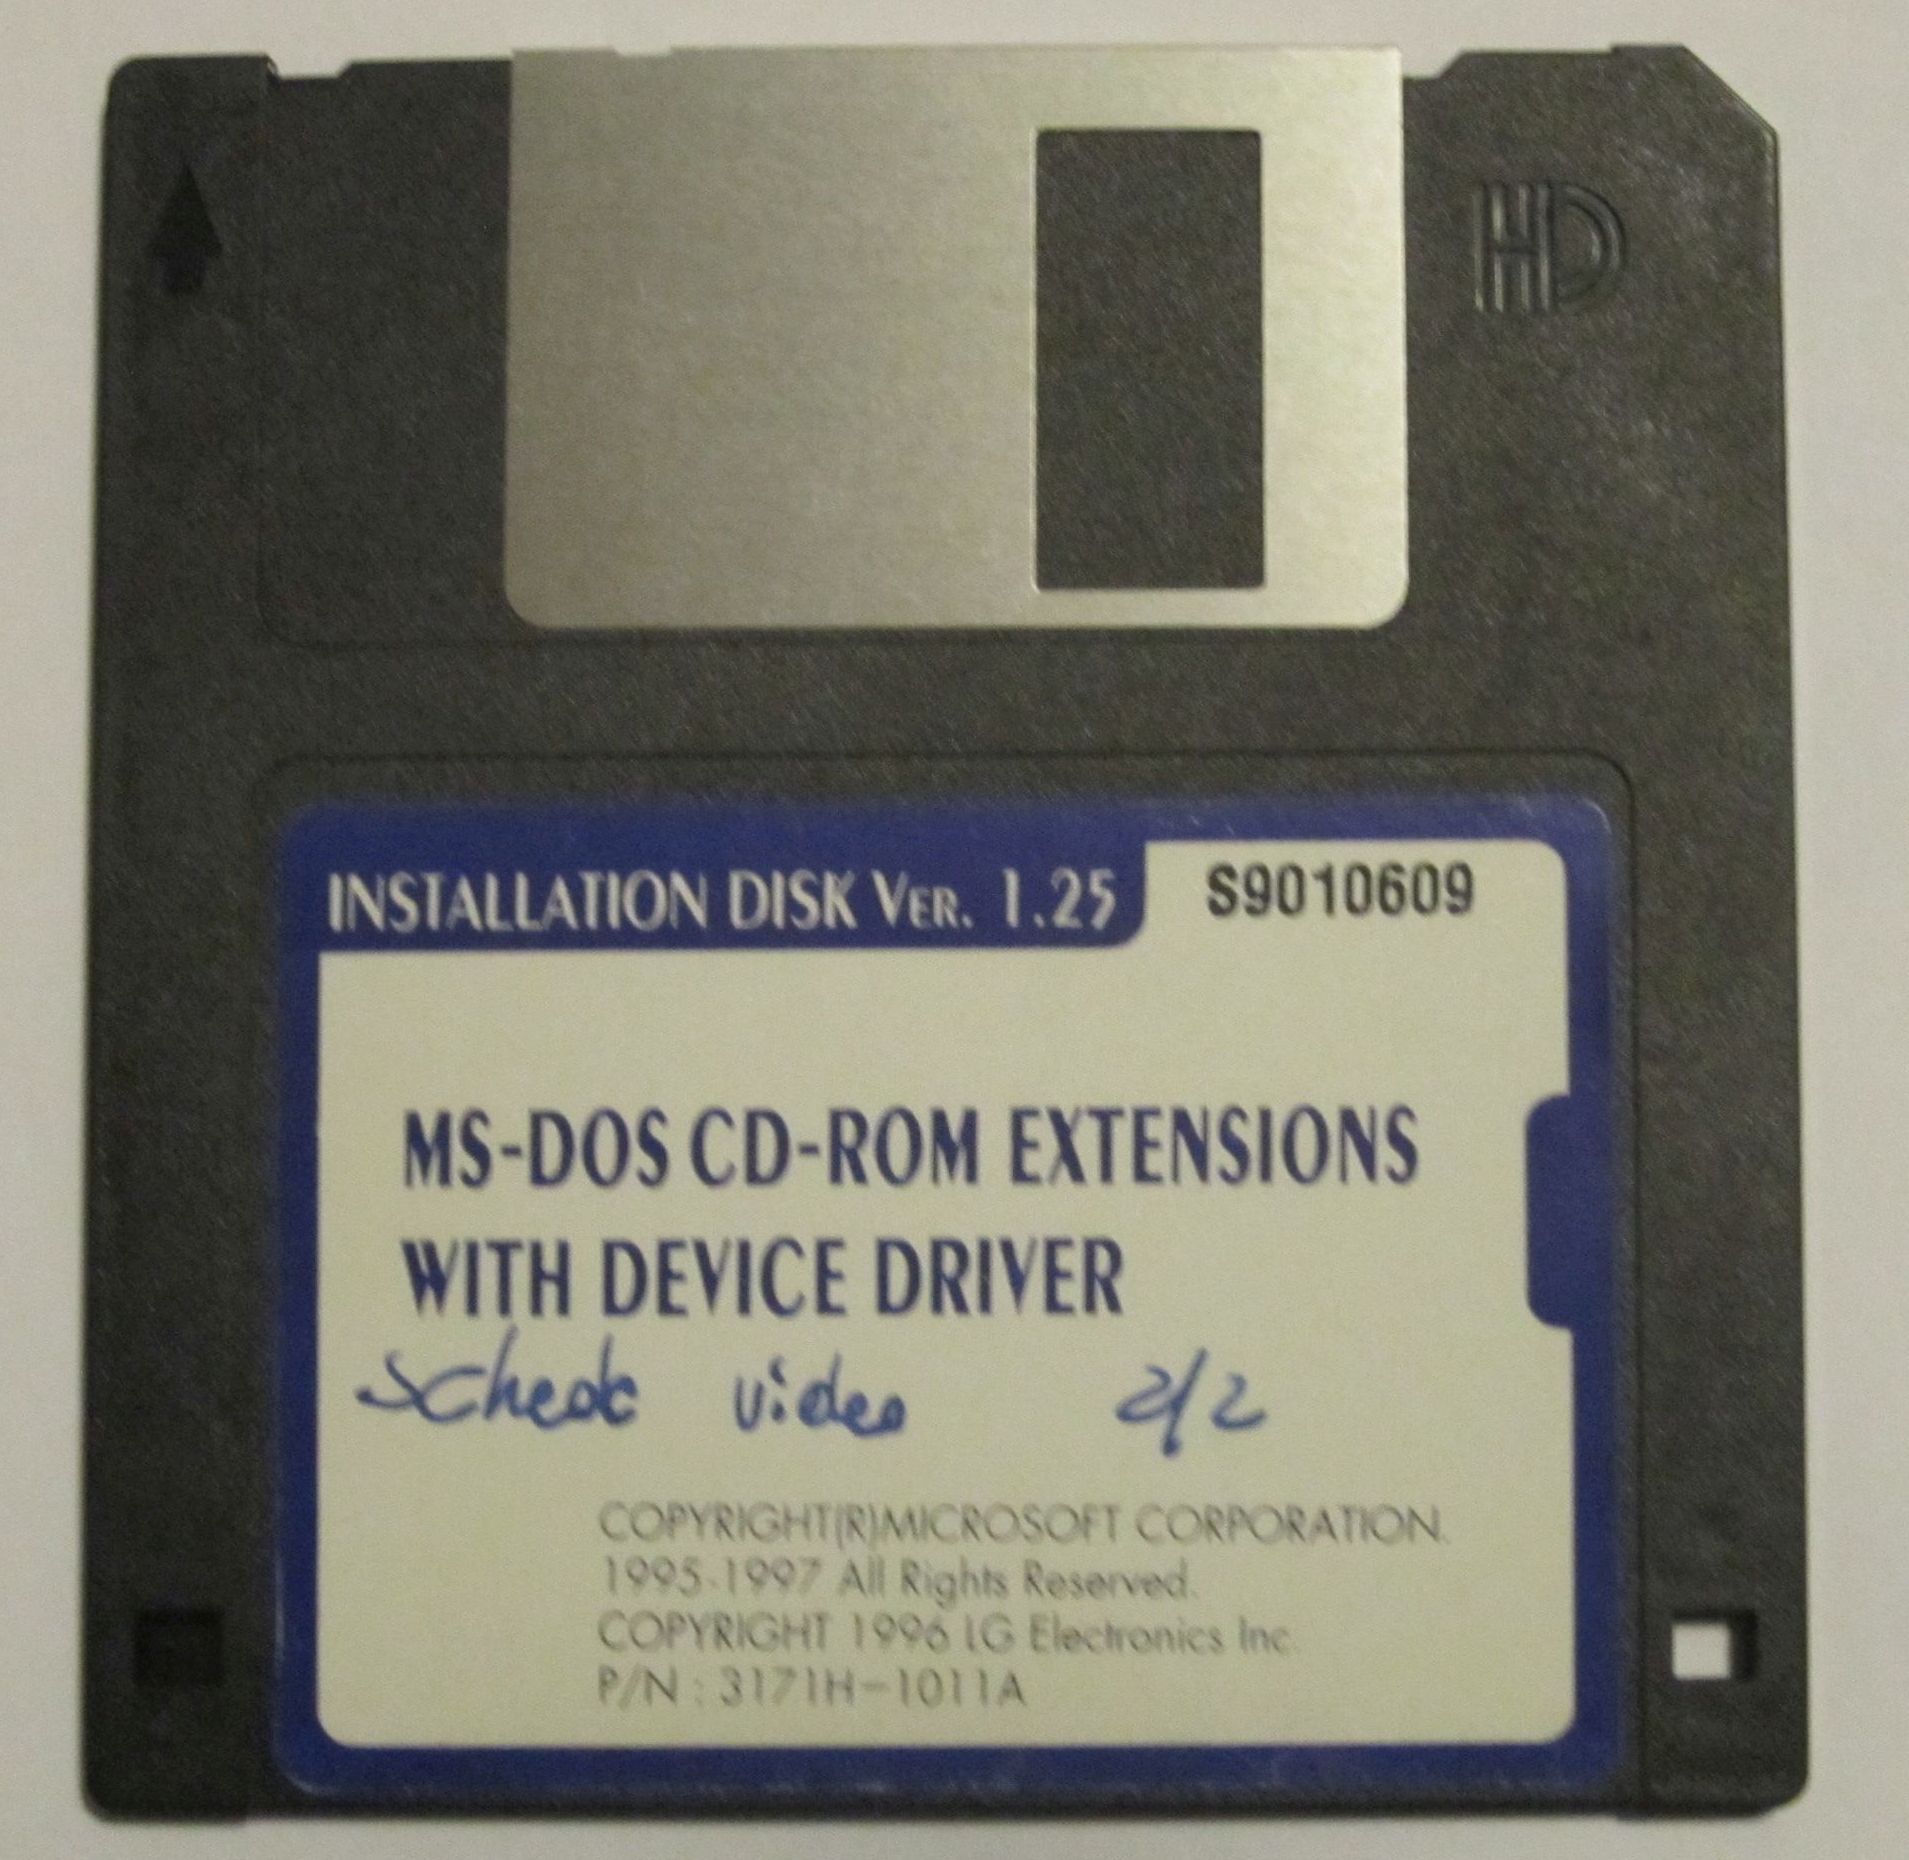 HD
INSTALLATION DISK VER. 1.25
S9010609
MS-DOS CD-ROM EXTENSIONS
WITH DEVICE DRIVER
video 2/2
COPYRIGHT(R)MICROSOFT CORPORATION.
1995-1997 All Rights Reserved.
COPYRIGHT 1996 LG Electronics Inc.
P/N : 3171H-1011A